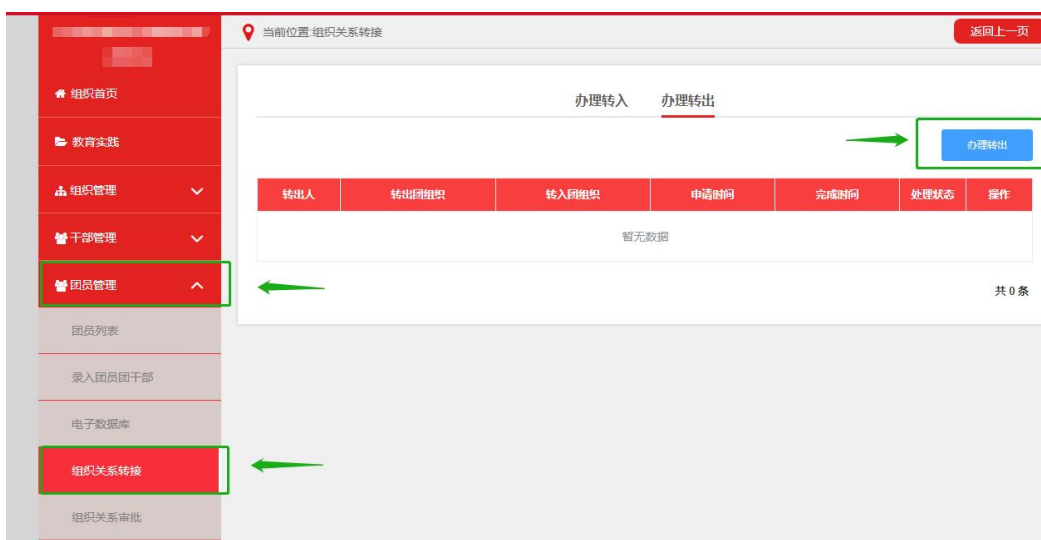 当前位置:组织关系转接
返回上一页
组织首页
教育实践
组织管理
干部管理
团员管理
团员列表
录入团员团干部
电子数据库
组织关系转接
组织关系审批
办理转入 办理转出
办理转出
转出人 转出团组织 转入团组织 申请时间 完成时间 处理状态 操作
暂无数据
共 0 条